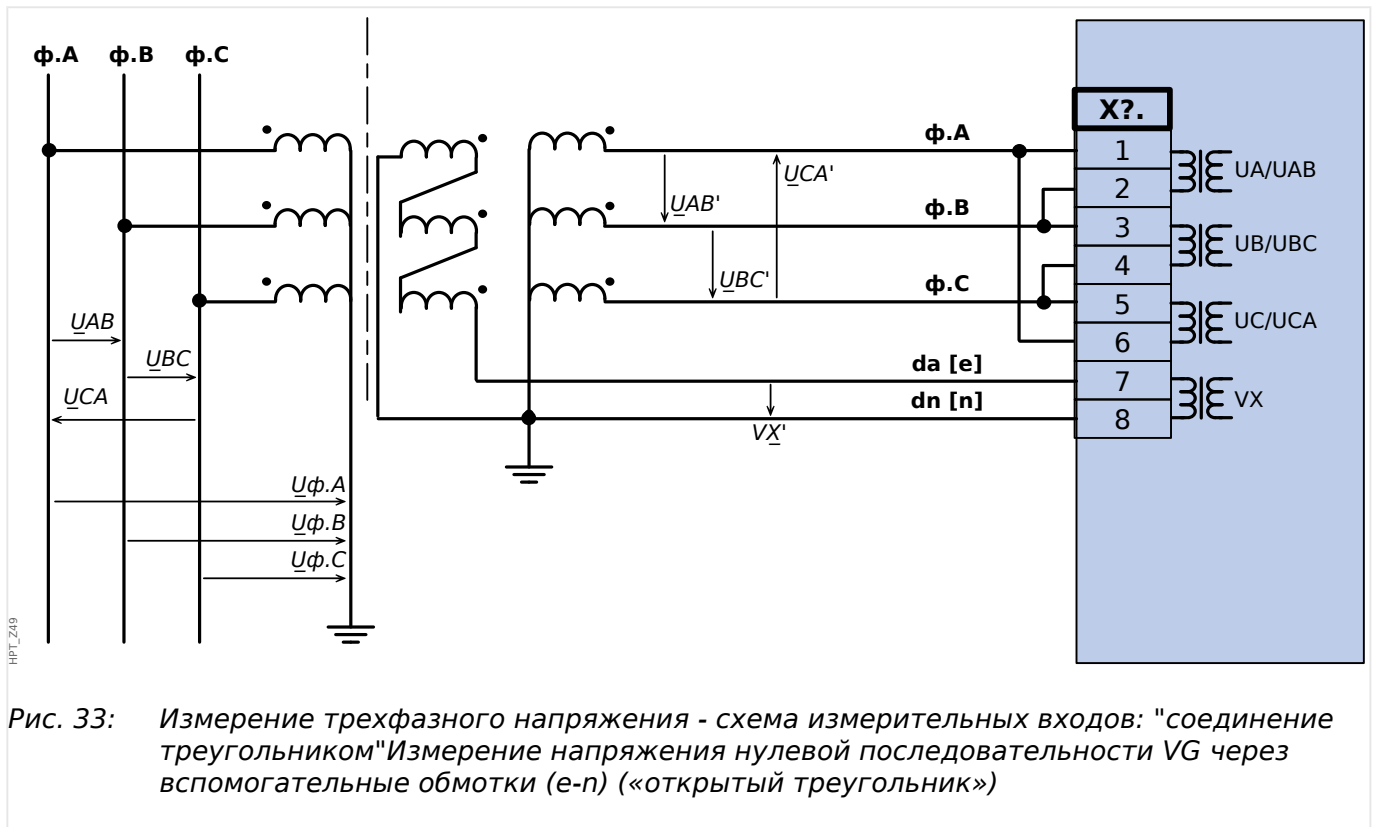 ф.A ф.B ф.C
X?.
ф.A
1
UCA'
UA/UAB
2
UAB'
ф.B
3
UB/UBC
4
UBC'
ф.C
5
UAB
UC/UCA
6
UBC
da [e]
7
UCA
dn [n]
VX
8
VX'
Uф.A
Uф.B
Uф.C
HPT_Z49
Рис. 33: Измерение трехфазного напряжения - схема измерительных входов: "соединение
треугольником"Измерение напряжения нулевой последовательности VG через
вспомогательные обмотки (e-n) («открытый треугольник»)